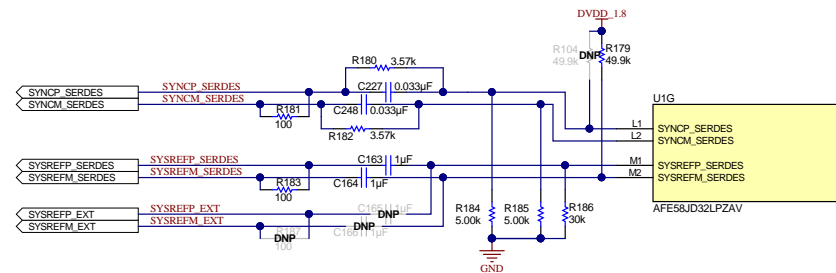 DVDD_1.8
R104
DNP
49.9k
R179
49.9k
R180
3.57k
SYNCP_SERDES
SYNCP_SERDES
C227
0.033µF
SYNCM_SERDES
SYNCM_SERDES
C248
0.033µF
R181
100
R182
3.57k
U1G
L1
SYNCP_SERDES
L2
SYNCM_SERDES
SYSREFP_SERDES
SYSREFP_SERDES
C163
1µF
SYSREFM_SERDES
SYSREFM_SERDES
C164
1µF
R183
100
M1
SYSREFP_SERDES
M2
SYSREFM_SERDES
AFE58JD32LPZAV
SYSREFP_EXT
SYSREFP_EXT
C165
DNP
1µF
SYSREFM_EXT
SYSREFM_EXT
C166
1µF
R187
DNP
100
R184
5.00k
R185
5.00k
R186
30k
GND